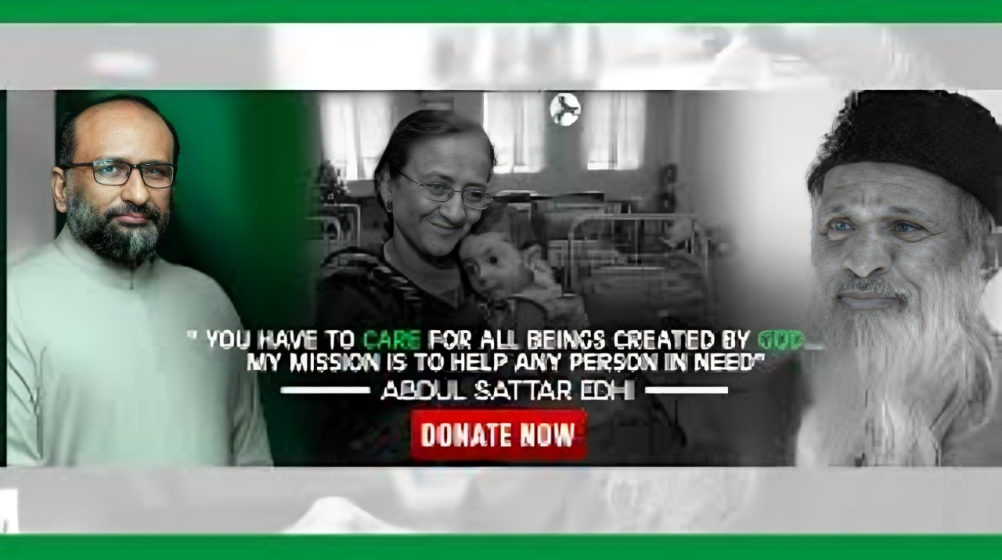 " YOU HAVE TO CARE FOR ALL BEINGS CREATED BY GOD
MY MISSION IS TO HELP ANY PERSON IN NEED"
ABDUL SATTAR EDHI
DONATE NOW